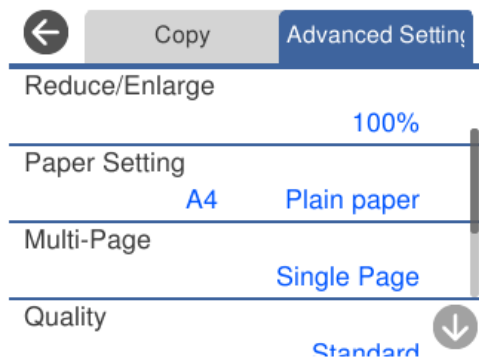 Copy Advanced Setting
Reduce/Enlarge
100%
Paper Setting
A4 Plain paper
Multi-Page
Single Page
Quality
Standard